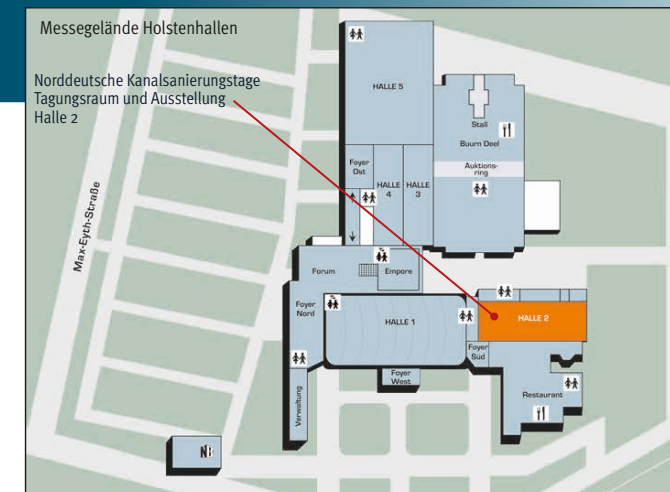 Messegelände Holstenhallen
Norddeutsche Kanalsanierungstage
Tagungsraum und Ausstellung
Halle 2
Max-Eyth-Straße
HALLE 5
Stall
Buurn Deel
Auktions-
ring
Foyer
Ost
HALLE
4
HALLE
3
Forum
Empore
Foyer
Nord
HALLE 1
HALLE 2
Foyer
Süd
Foyer
West
Restaurant
Verwaltung
NB